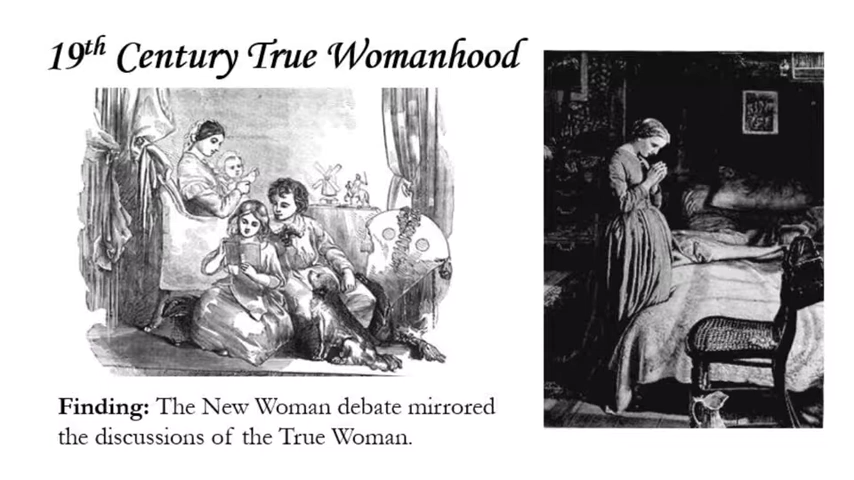 19th Century True Womanhood
Finding: The New Woman debate mirrored
the discussions of the True Woman.